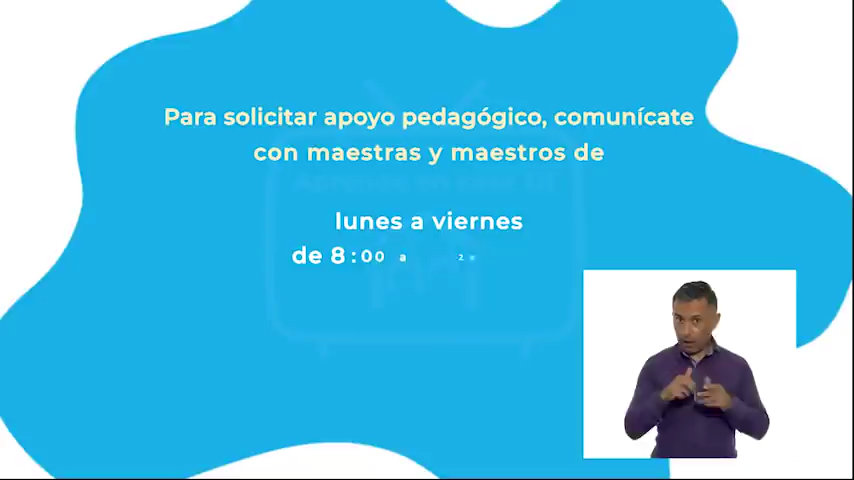 Para solicitar apoyo pedagógico, comunícate
con maestras y maestros de
lunes a viernes
de 8:00 a